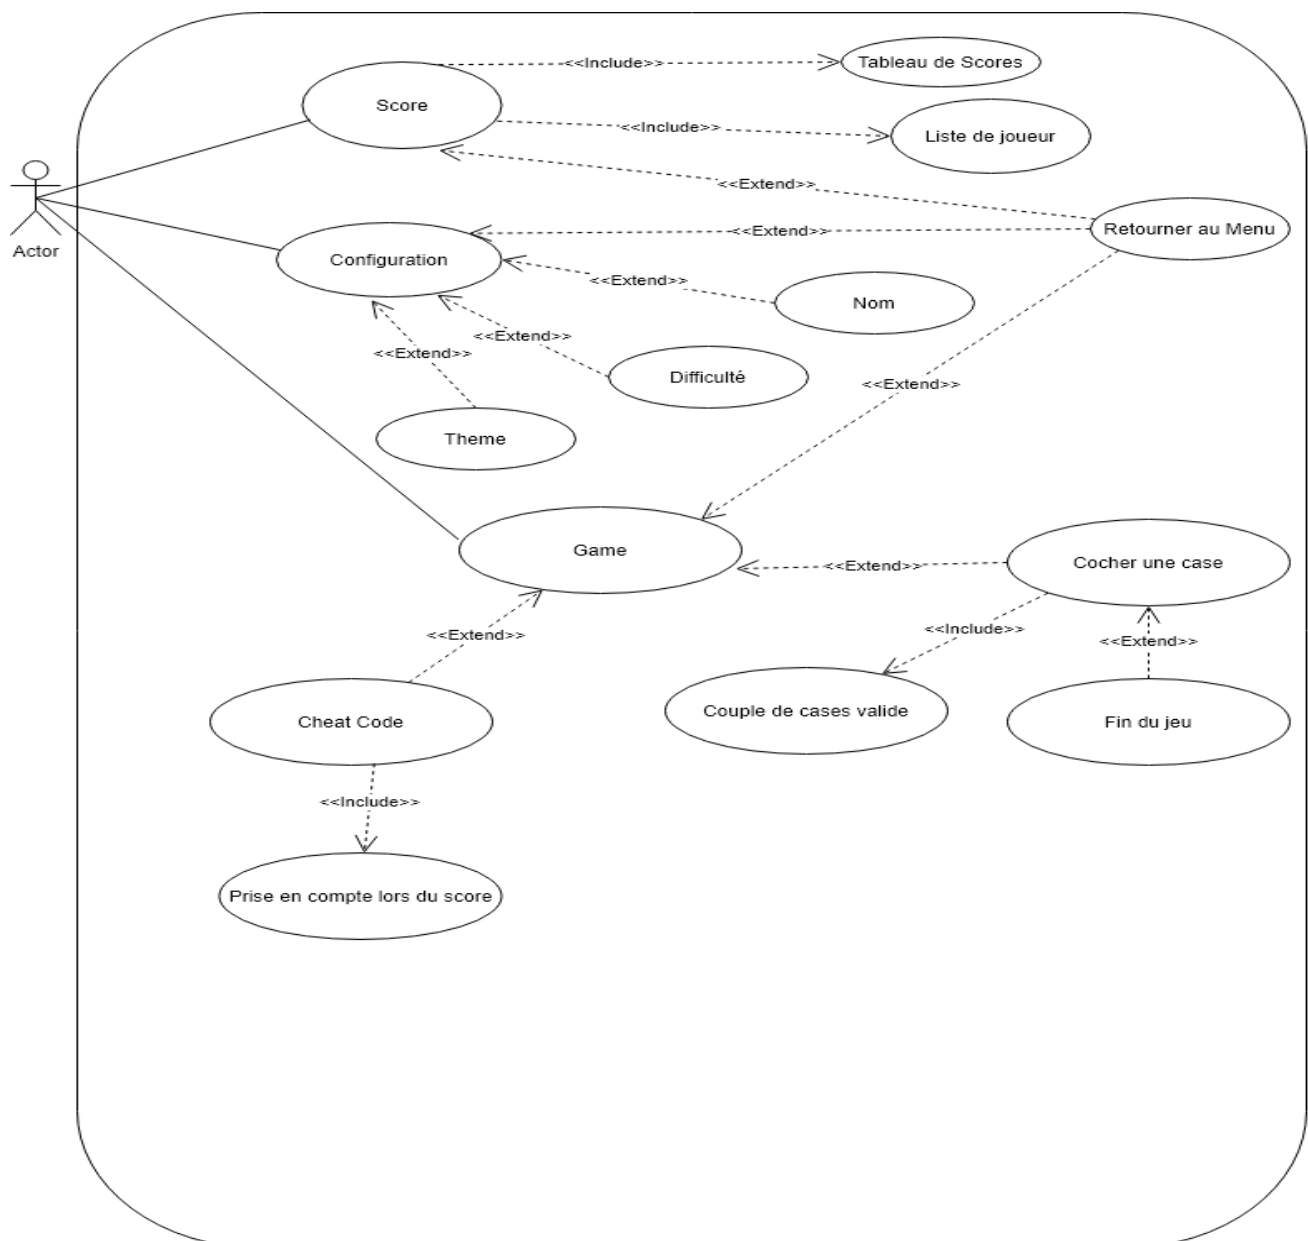 <<Include>>
Tableau de Scores
Score
<<Include>>
Liste de joueur
<<Extend>>
Retourner au Menu
<<Extend>>
Actor
Configuration
<<Extend>>
Nom
<<Extend>>
<<Extend>>
Difficulté
<<Extend>>
Theme
Game
<<Extend>>
Cocher une case
<<Extend>>
<<Include>>
<<Extend>>
Cheat Code
Couple de cases valide
Fin du jeu
<<Include>>
Prise en compte lors du score